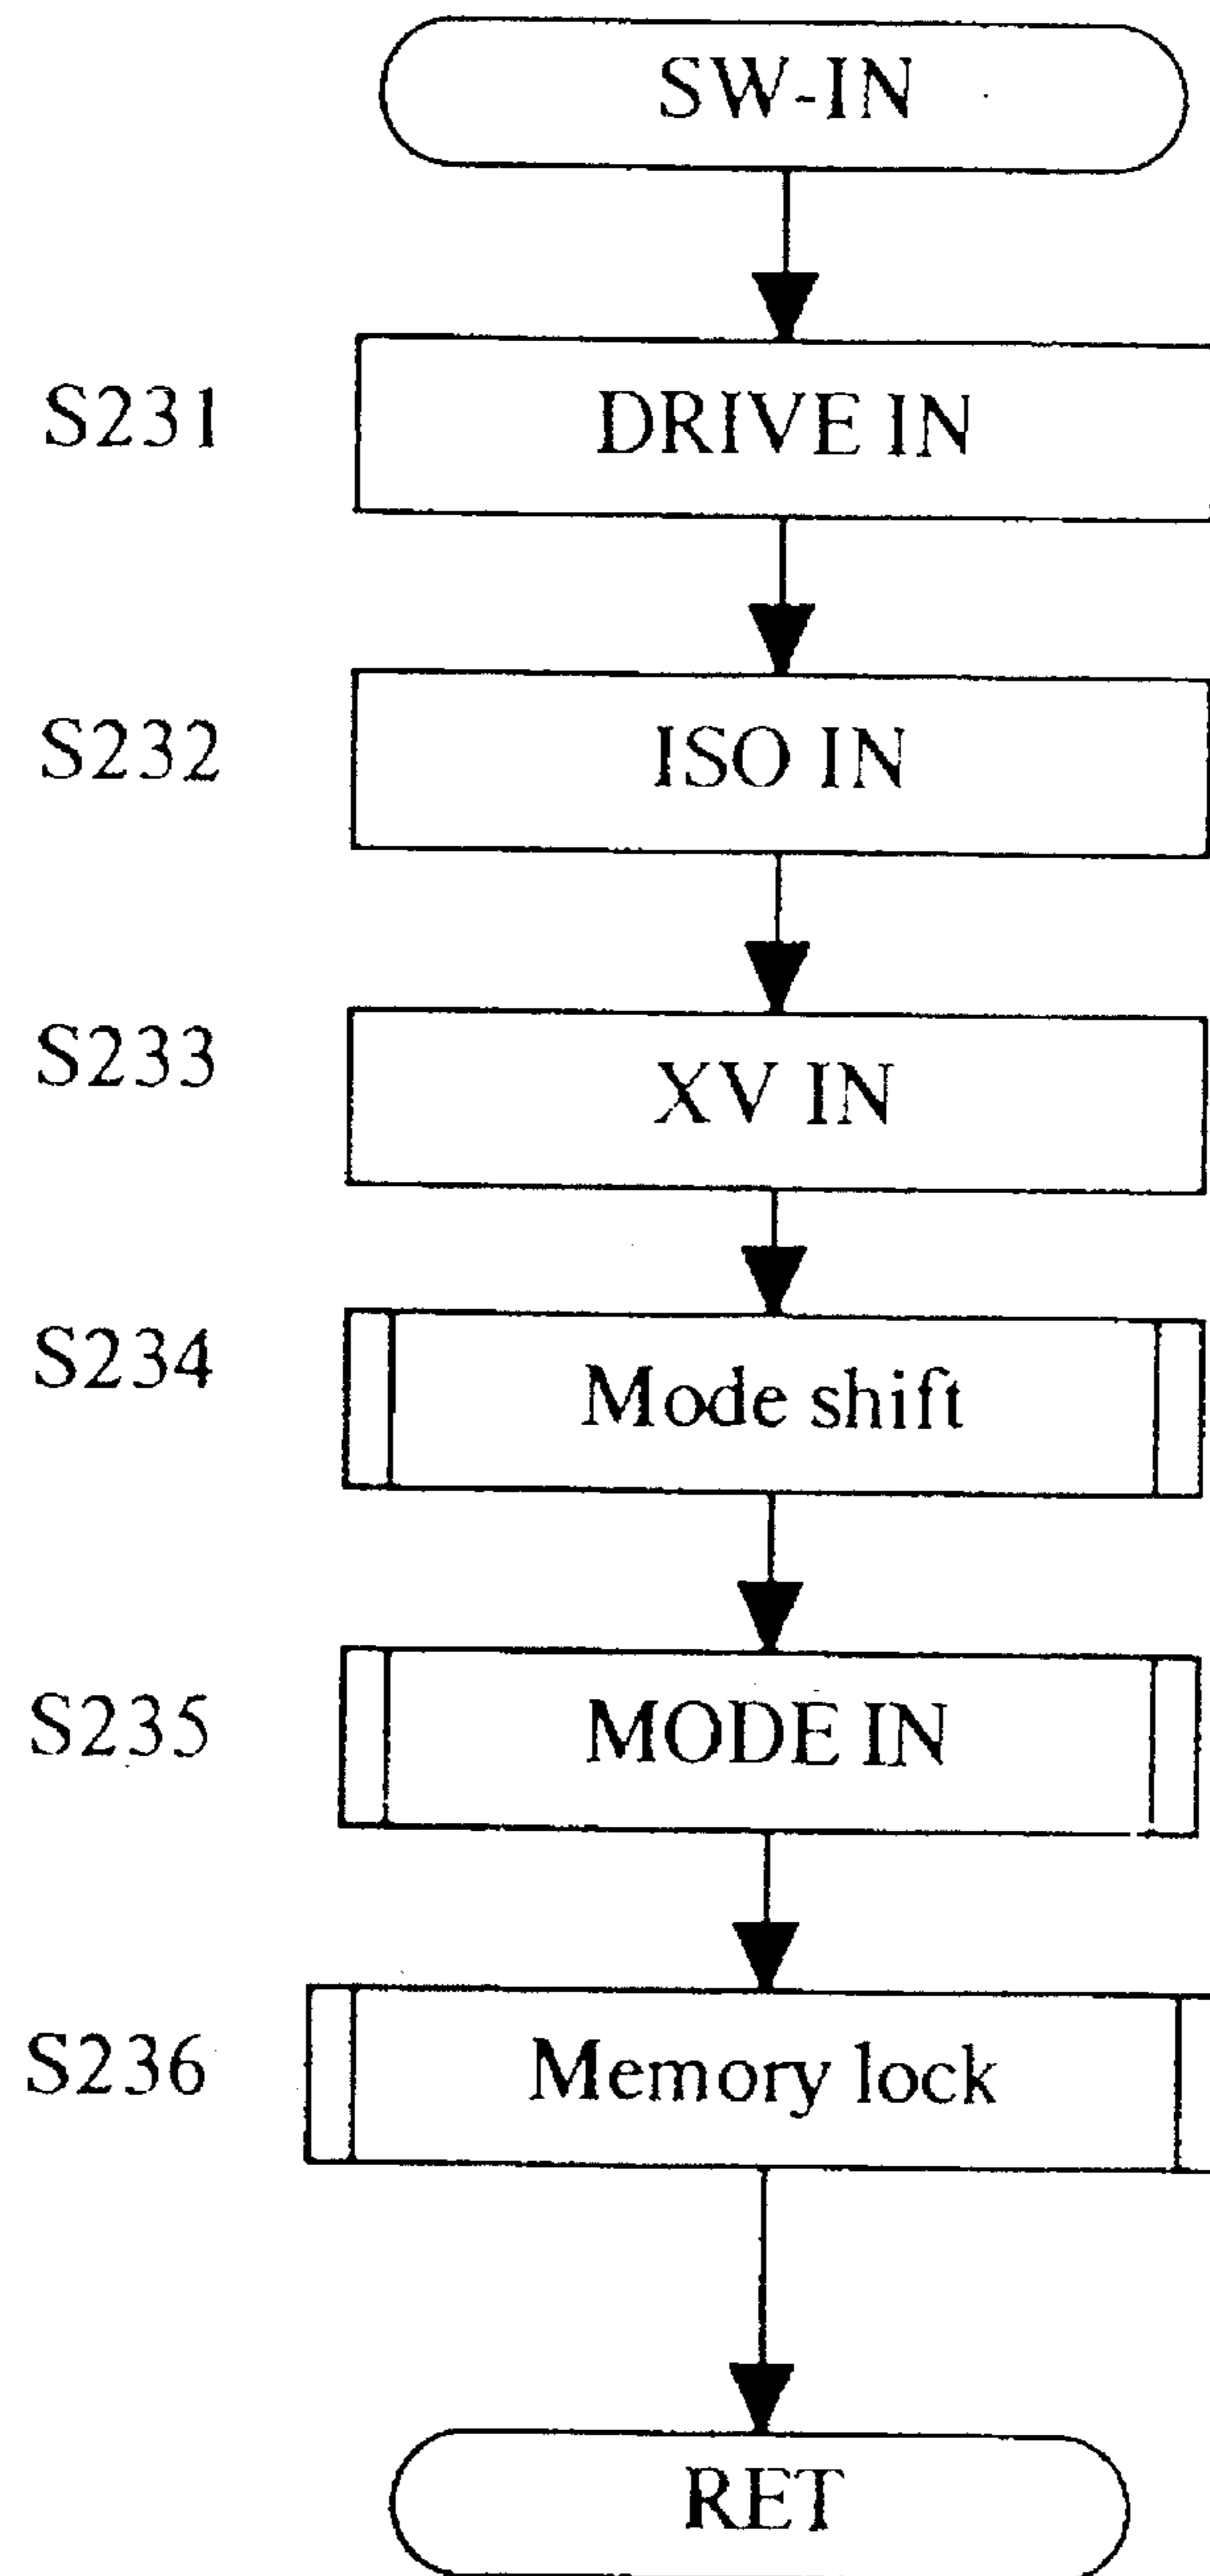 SW-IN
S231 DRIVE IN
S232 ISO IN
S233 XV IN
S234 Mode shift
S235 MODE IN
S236 Memory lock
RET